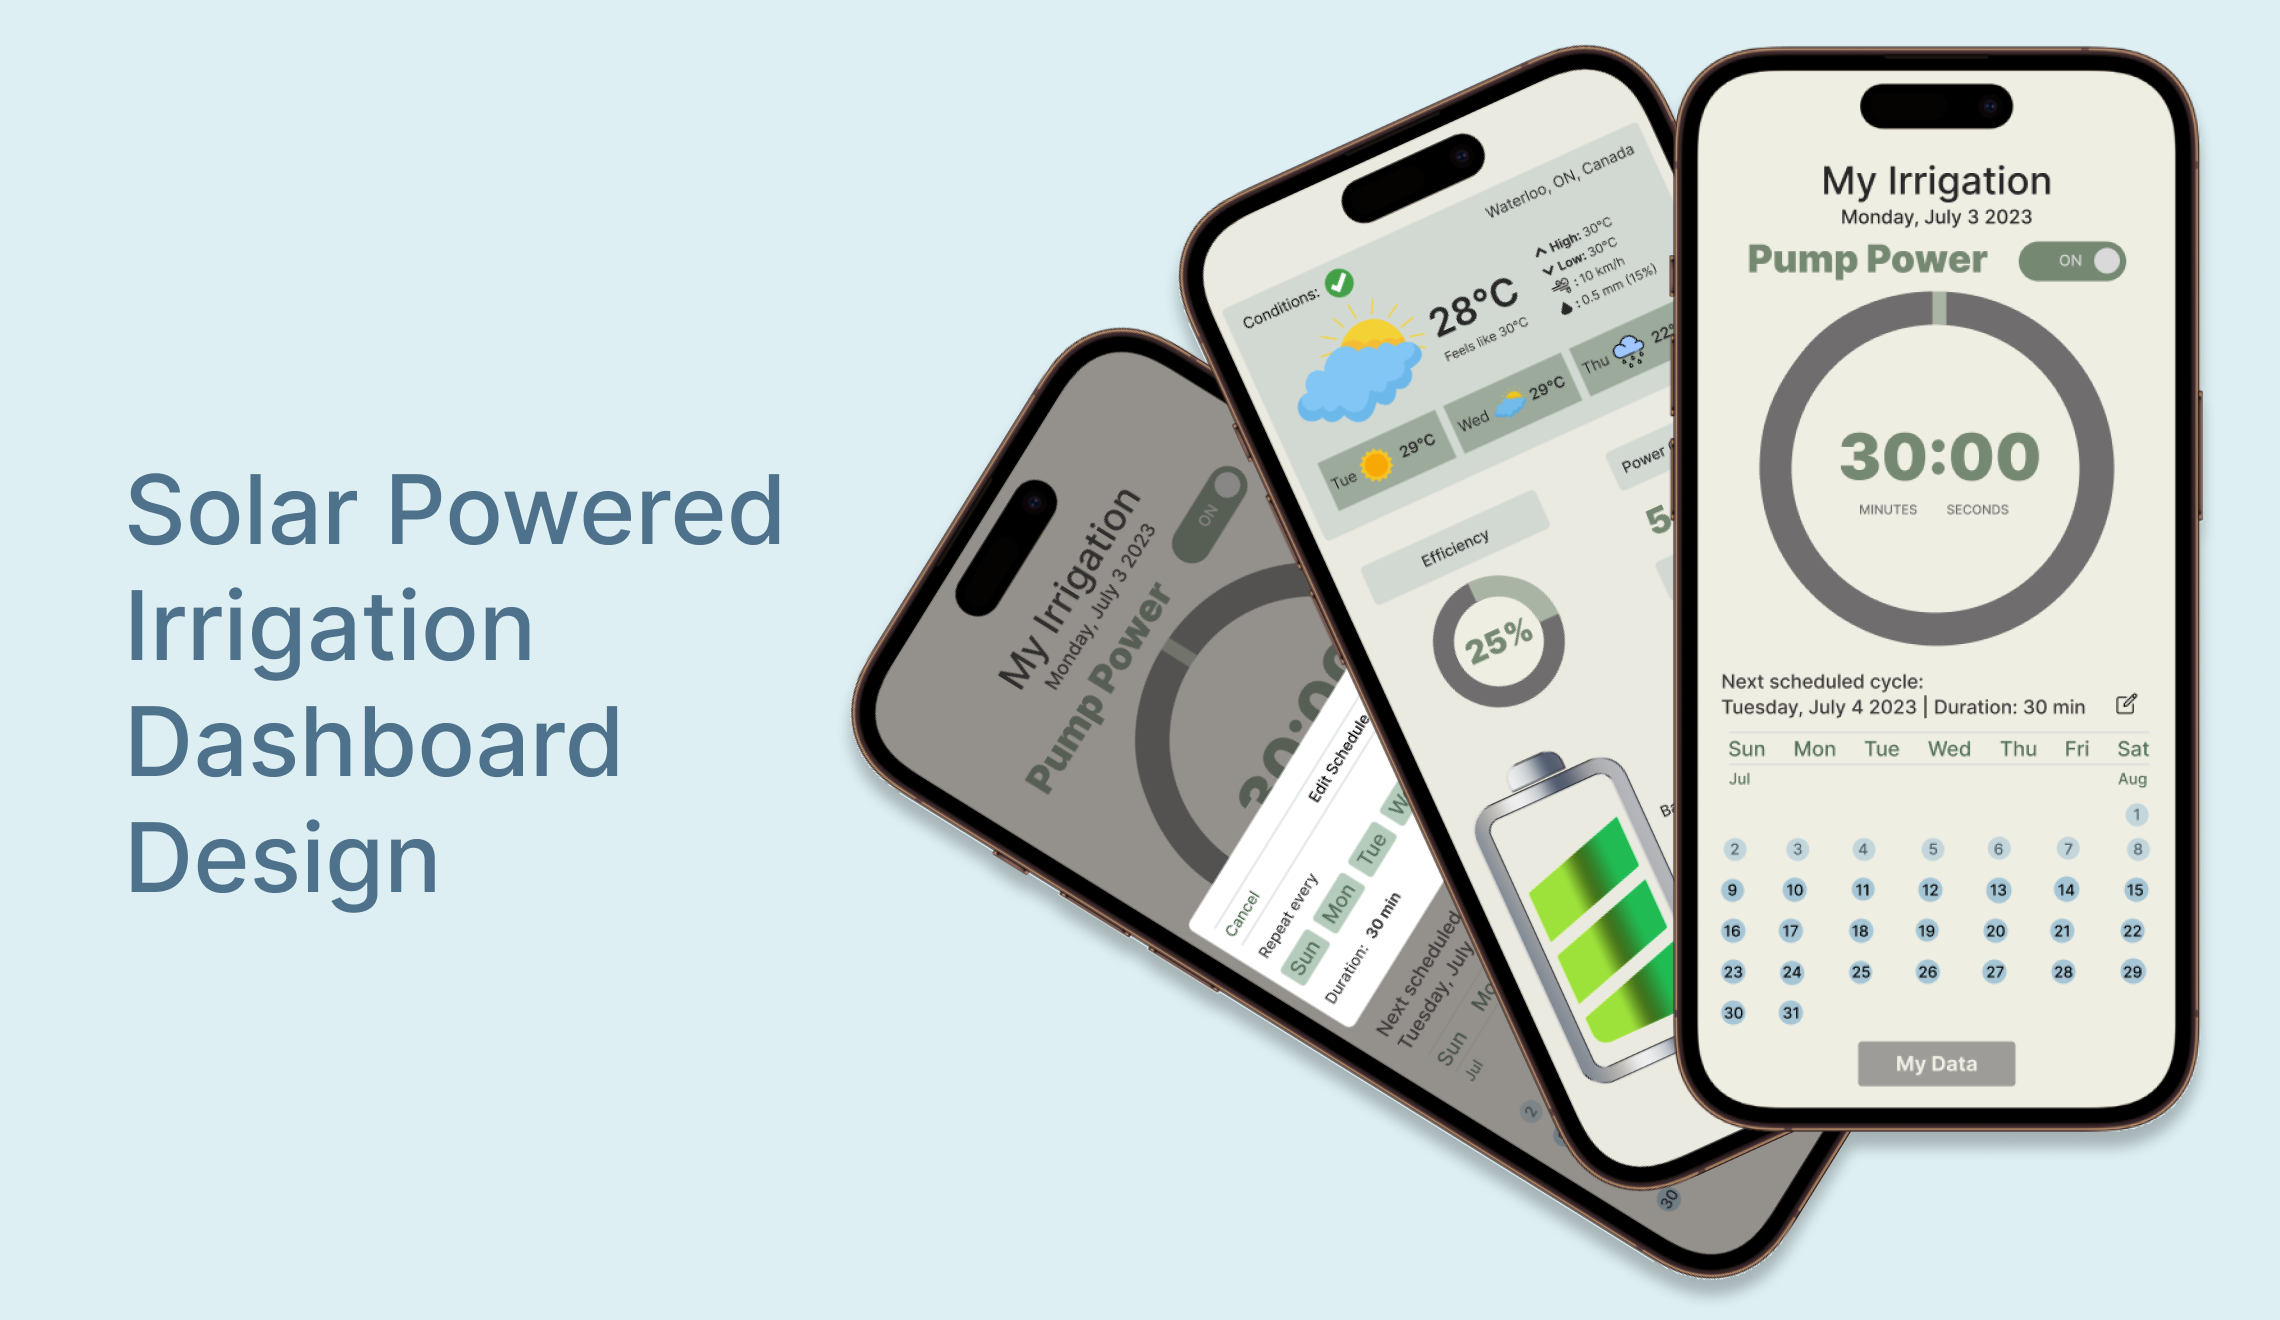 Solar Powered
Irrigation
Dashboard
Design
My Irrigation
Monday, July 3 2023
Pump Power
ON
30:0
Cancel
Edit Schedule
Repeat every
Sun Mon Tue
Duration: 30 min
Next scheduled
Tuesday, July
Sun
Jul
2
30
Waterloo, ON, Canada
Conditions:
28°C
Feels like 30°C
High: 30°C
Low: 30°C
: 10 km/h
: 0.5 mm (15%)
Tue 29°C
Wed 29°C
Thu 22°
Efficiency
Power
25%
My Irrigation
Monday, July 3 2023
Pump Power
ON
30:00
MINUTES SECONDS
Next scheduled cycle:
Tuesday, July 4 2023 | Duration: 30 min
Sun Mon Tue Wed Thu Fri Sat
Jul Aug
1
2 3 4 5 6 7 8
9 10 11 12 13 14 15
16 17 18 19 20 21 22
23 24 25 26 27 28 29
30 31
My Data